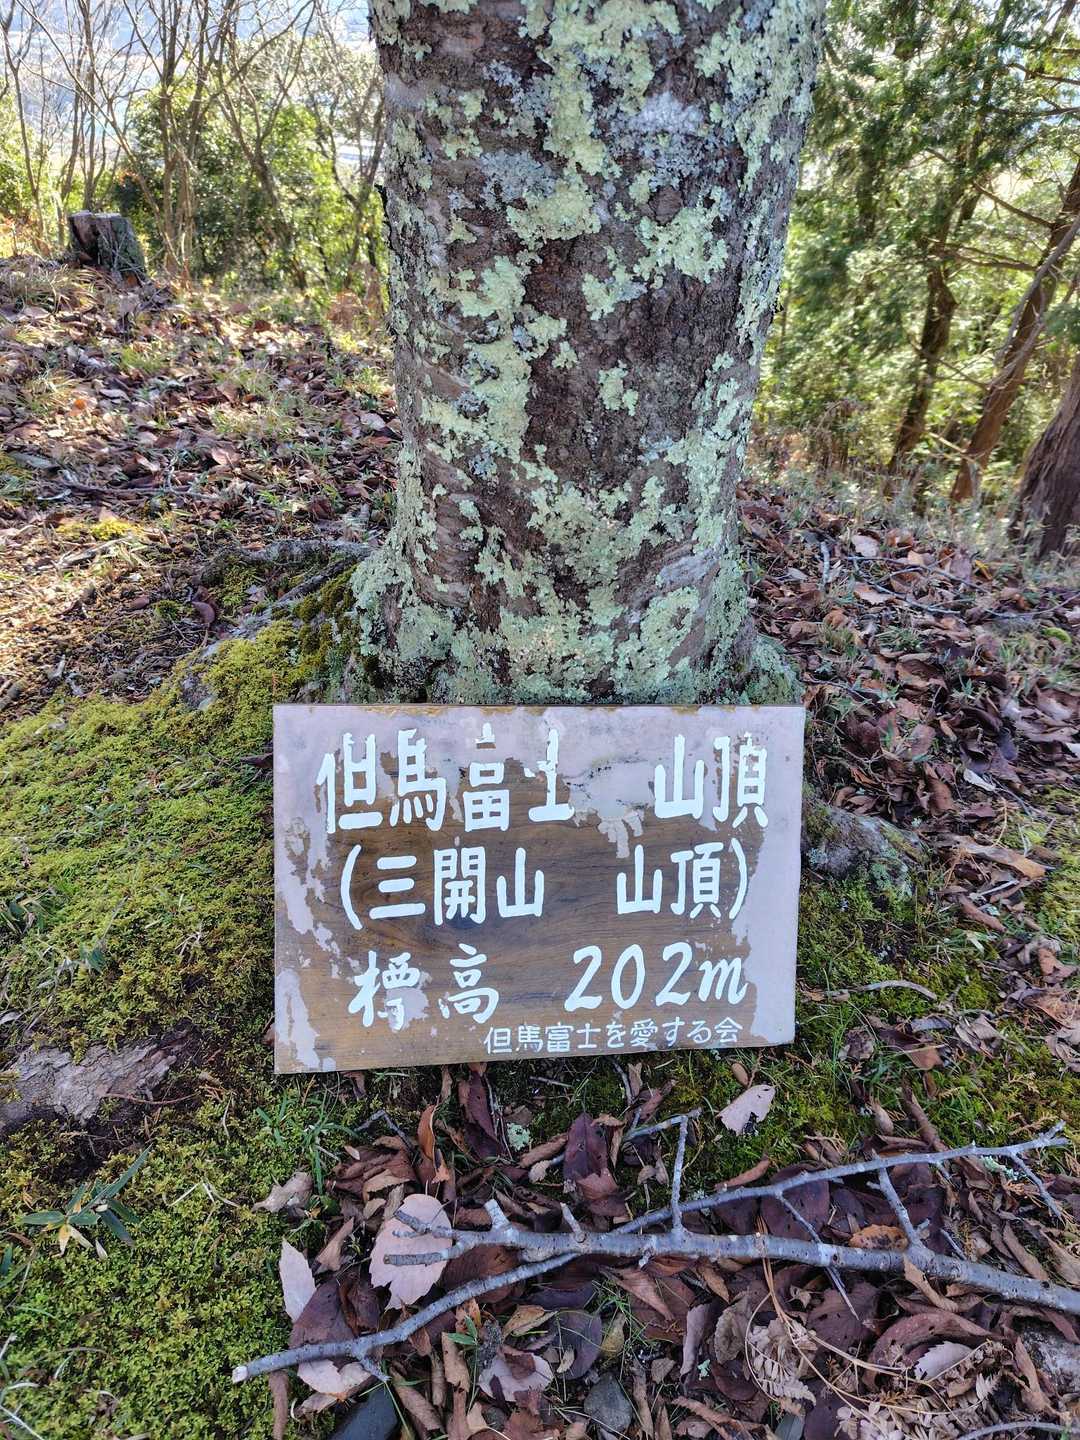 但馬富士　山頂
(三開山　山頂)
標高　202m
但馬富士を愛する会